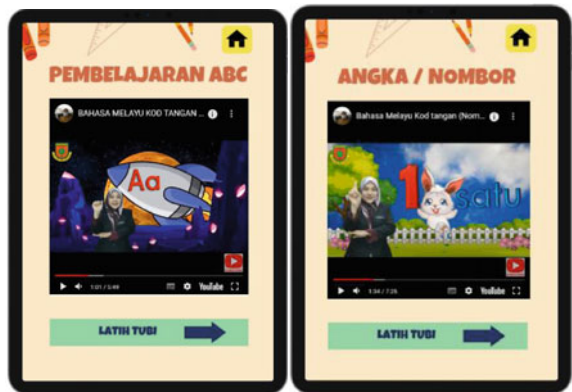 PEMBELAJARAN ABC
BAHASA MELAYU KOD TANGAN ...
Aa
1:01 / 5:49
YouTube
LATIH TUBI
ANGKA / NOMBOR
Bahasa Melayu Kod tangan (Nom...
1 satu
1:34 / 7:26
YouTube
LATIH TUBI